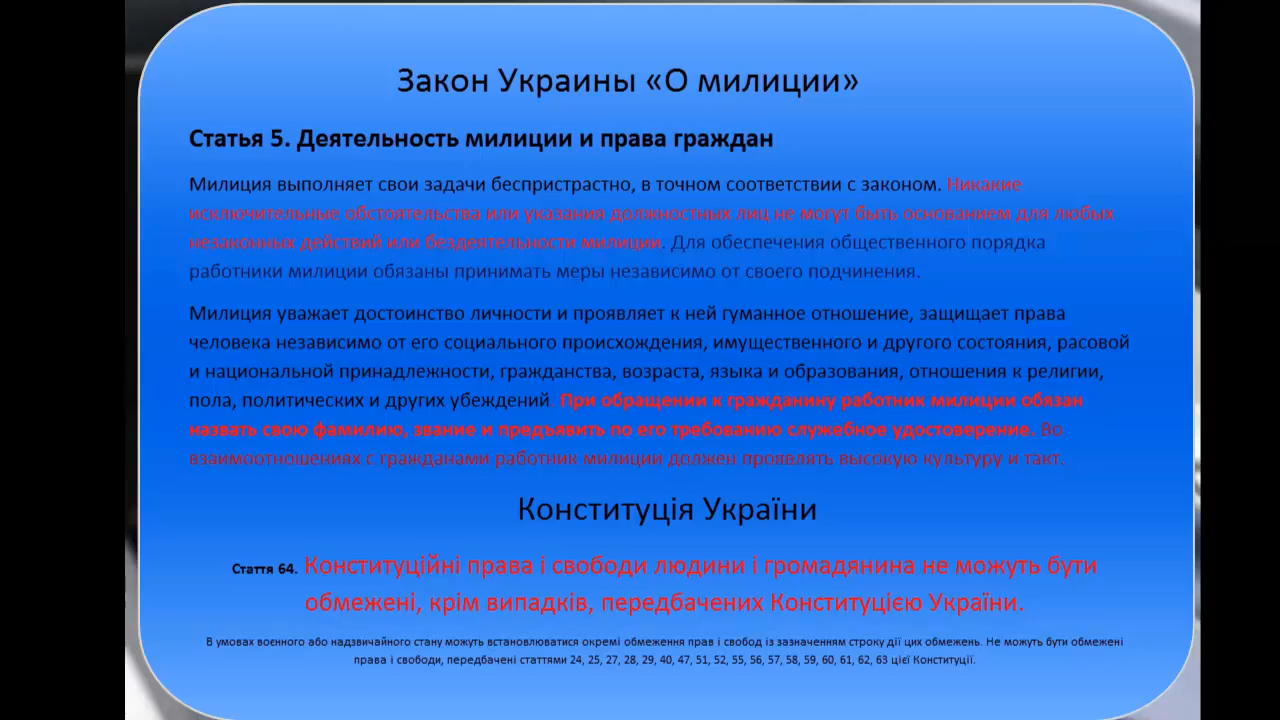 Закон Украины «О милиции»
Статья 5. Деятельность милиции и права граждан
Милиция выполняет свои задачи беспристрастно, в точном соответствии с законом. Никакие
исключительные обстоятельства или указания должностных лиц не могут быть основанием для любых
незаконных действий или бездеятельности милиции. Для обеспечения общественного порядка
работники милиции обязаны принимать меры независимо от своего подчинения.
Милиция уважает достоинство личности и проявляет к ней гуманное отношение, защищает права
человека независимо от его социального происхождения, имущественного и другого состояния, расовой
и национальной принадлежности, гражданства, возраста, языка и образования, отношения к религии,
пола, политических и других убеждений. При обращении к гражданину работник милиции обязан
назвать свою фамилию, звание и предъявить по его требованию служебное удостоверение. Во
взаимоотношениях с гражданами работник милиции должен проявлять высокую культуру и такт.
Конституція України
Стаття 64. Конституційні права і свободи людини і громадянина не можуть бути
обмежені, крім випадків, передбачених Конституцією України.
В умовах воєнного або надзвичайного стану можуть встановлюватися окремі обмеження прав і свобод із зазначенням строку дії цих обмежень. Не можуть бути обмежені
права і свободи, передбачені статтями 24, 25, 27, 28, 29, 40, 47, 51, 52, 55, 56, 57, 58, 59, 60, 61, 62, 63 цієї Конституції.